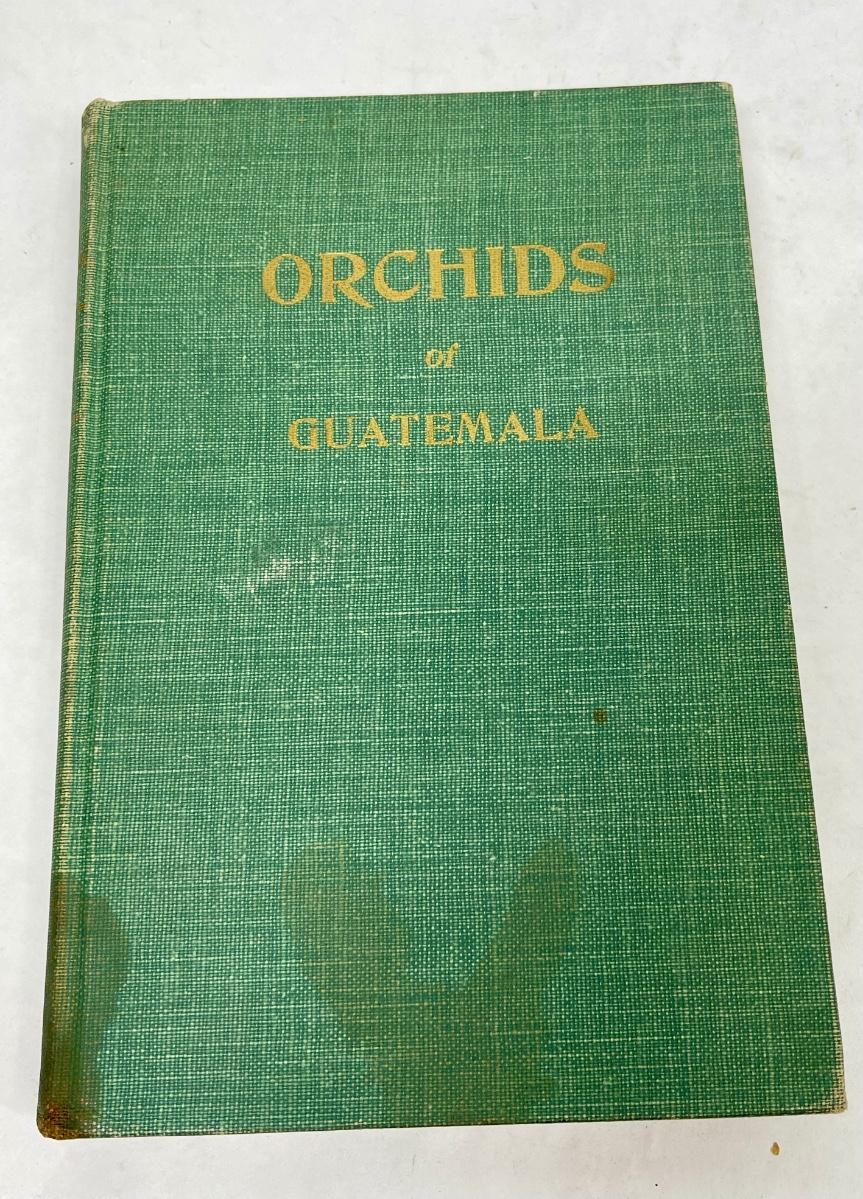 ORCHIDS
of
GUATEMALA